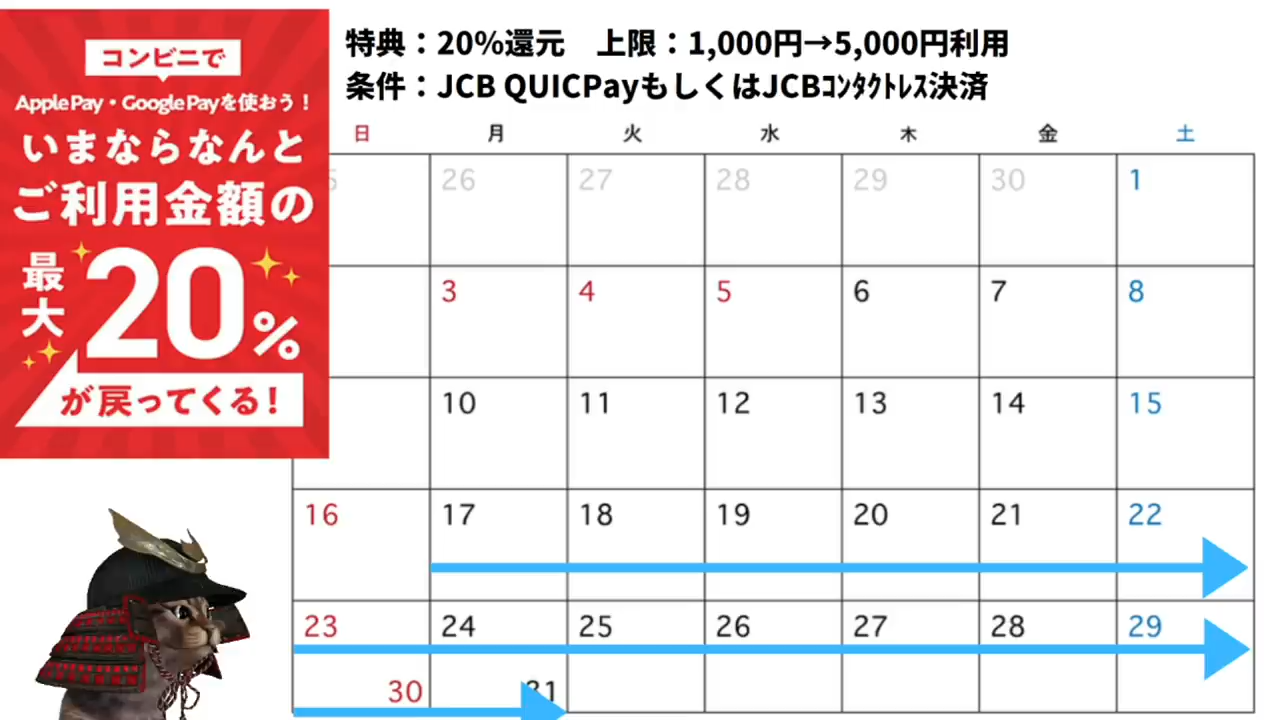 コンビニで
Apple Pay・Google Payを使おう!
いまならなんと
ご利用金額の
最大20%
が戻ってくる!
特典：20%還元　上限：1,000円→5,000円利用
条件：JCB QUICPayもしくはJCBｺﾝﾀｸﾄﾚｽ決済
日 月 火 水 木 金 土
26 27 28 29 30 1
3 4 5 6 7 8
10 11 12 13 14 15
16 17 18 19 20 21 22
23 24 25 26 27 28 29
30 31